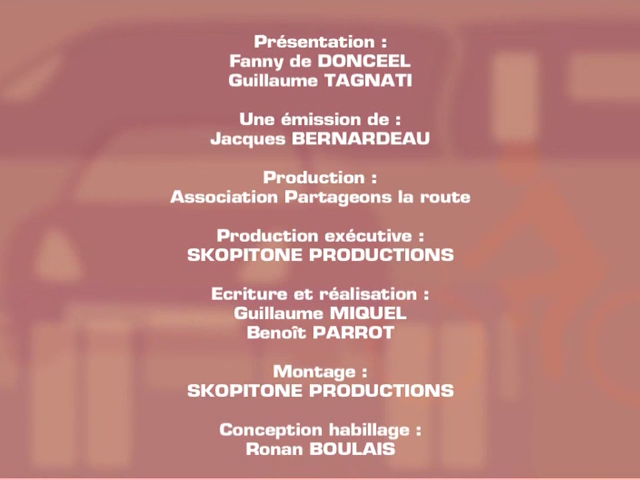 Présentation :
Fanny de DONCEEL
Guillaume TAGNATI
Une émission de :
Jacques BERNARDEAU
Production :
Association Partageons la route
Production exécutive :
SKOPITONE PRODUCTIONS
Ecriture et réalisation :
Guillaume MIQUEL
Benoît PARROT
Montage :
SKOPITONE PRODUCTIONS
Conception habillage :
Ronan BOULAIS